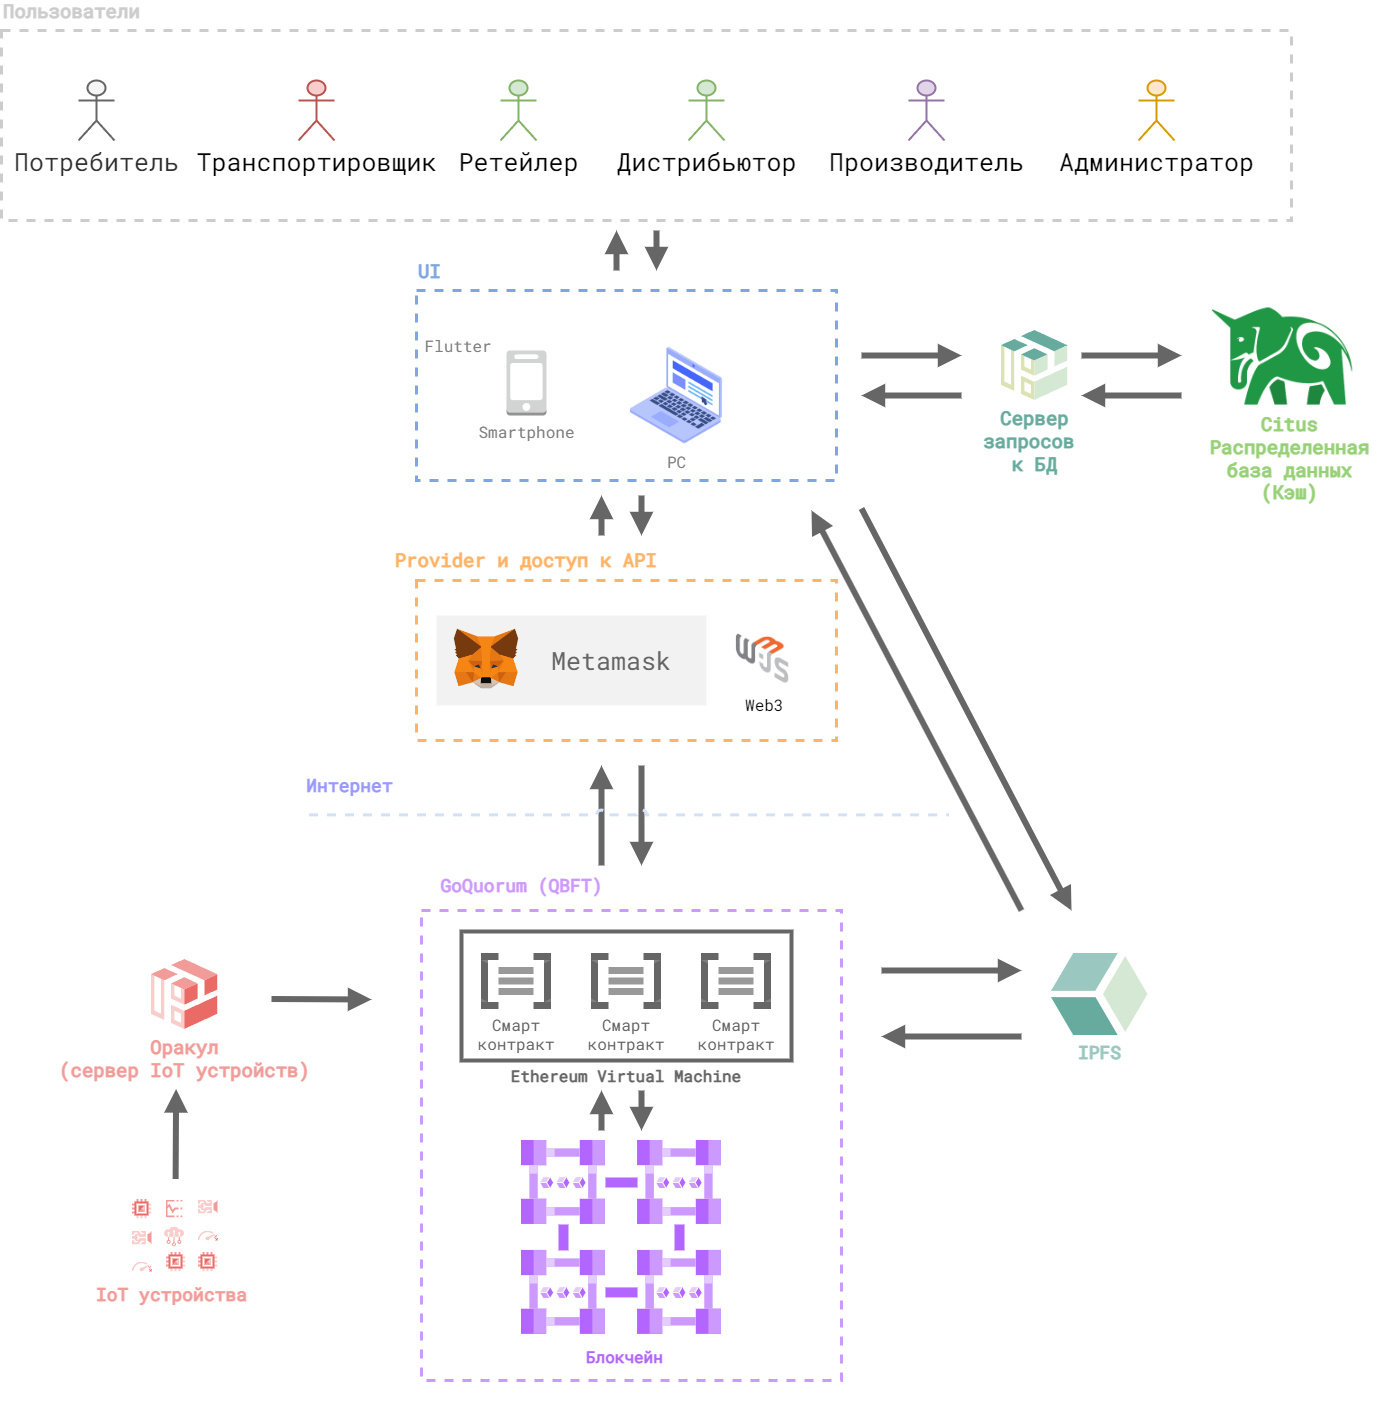 Пользователи
Потребитель
Транспортировщик
Ретейлер
Дистрибьютор
Производитель
Администратор
UI
Flutter
Smartphone
PC
Сервер
запросов
к БД
Citus
Распределенная
база данных
(Кэш)
Provider и доступ к API
Metamask
Web3
Интернет
GoQuorum (QBFT)
Смарт
контракт
Смарт
контракт
Смарт
контракт
Ethereum Virtual Machine
Оракул
(сервер IoT устройств)
IPFS
IoT устройства
Блокчейн